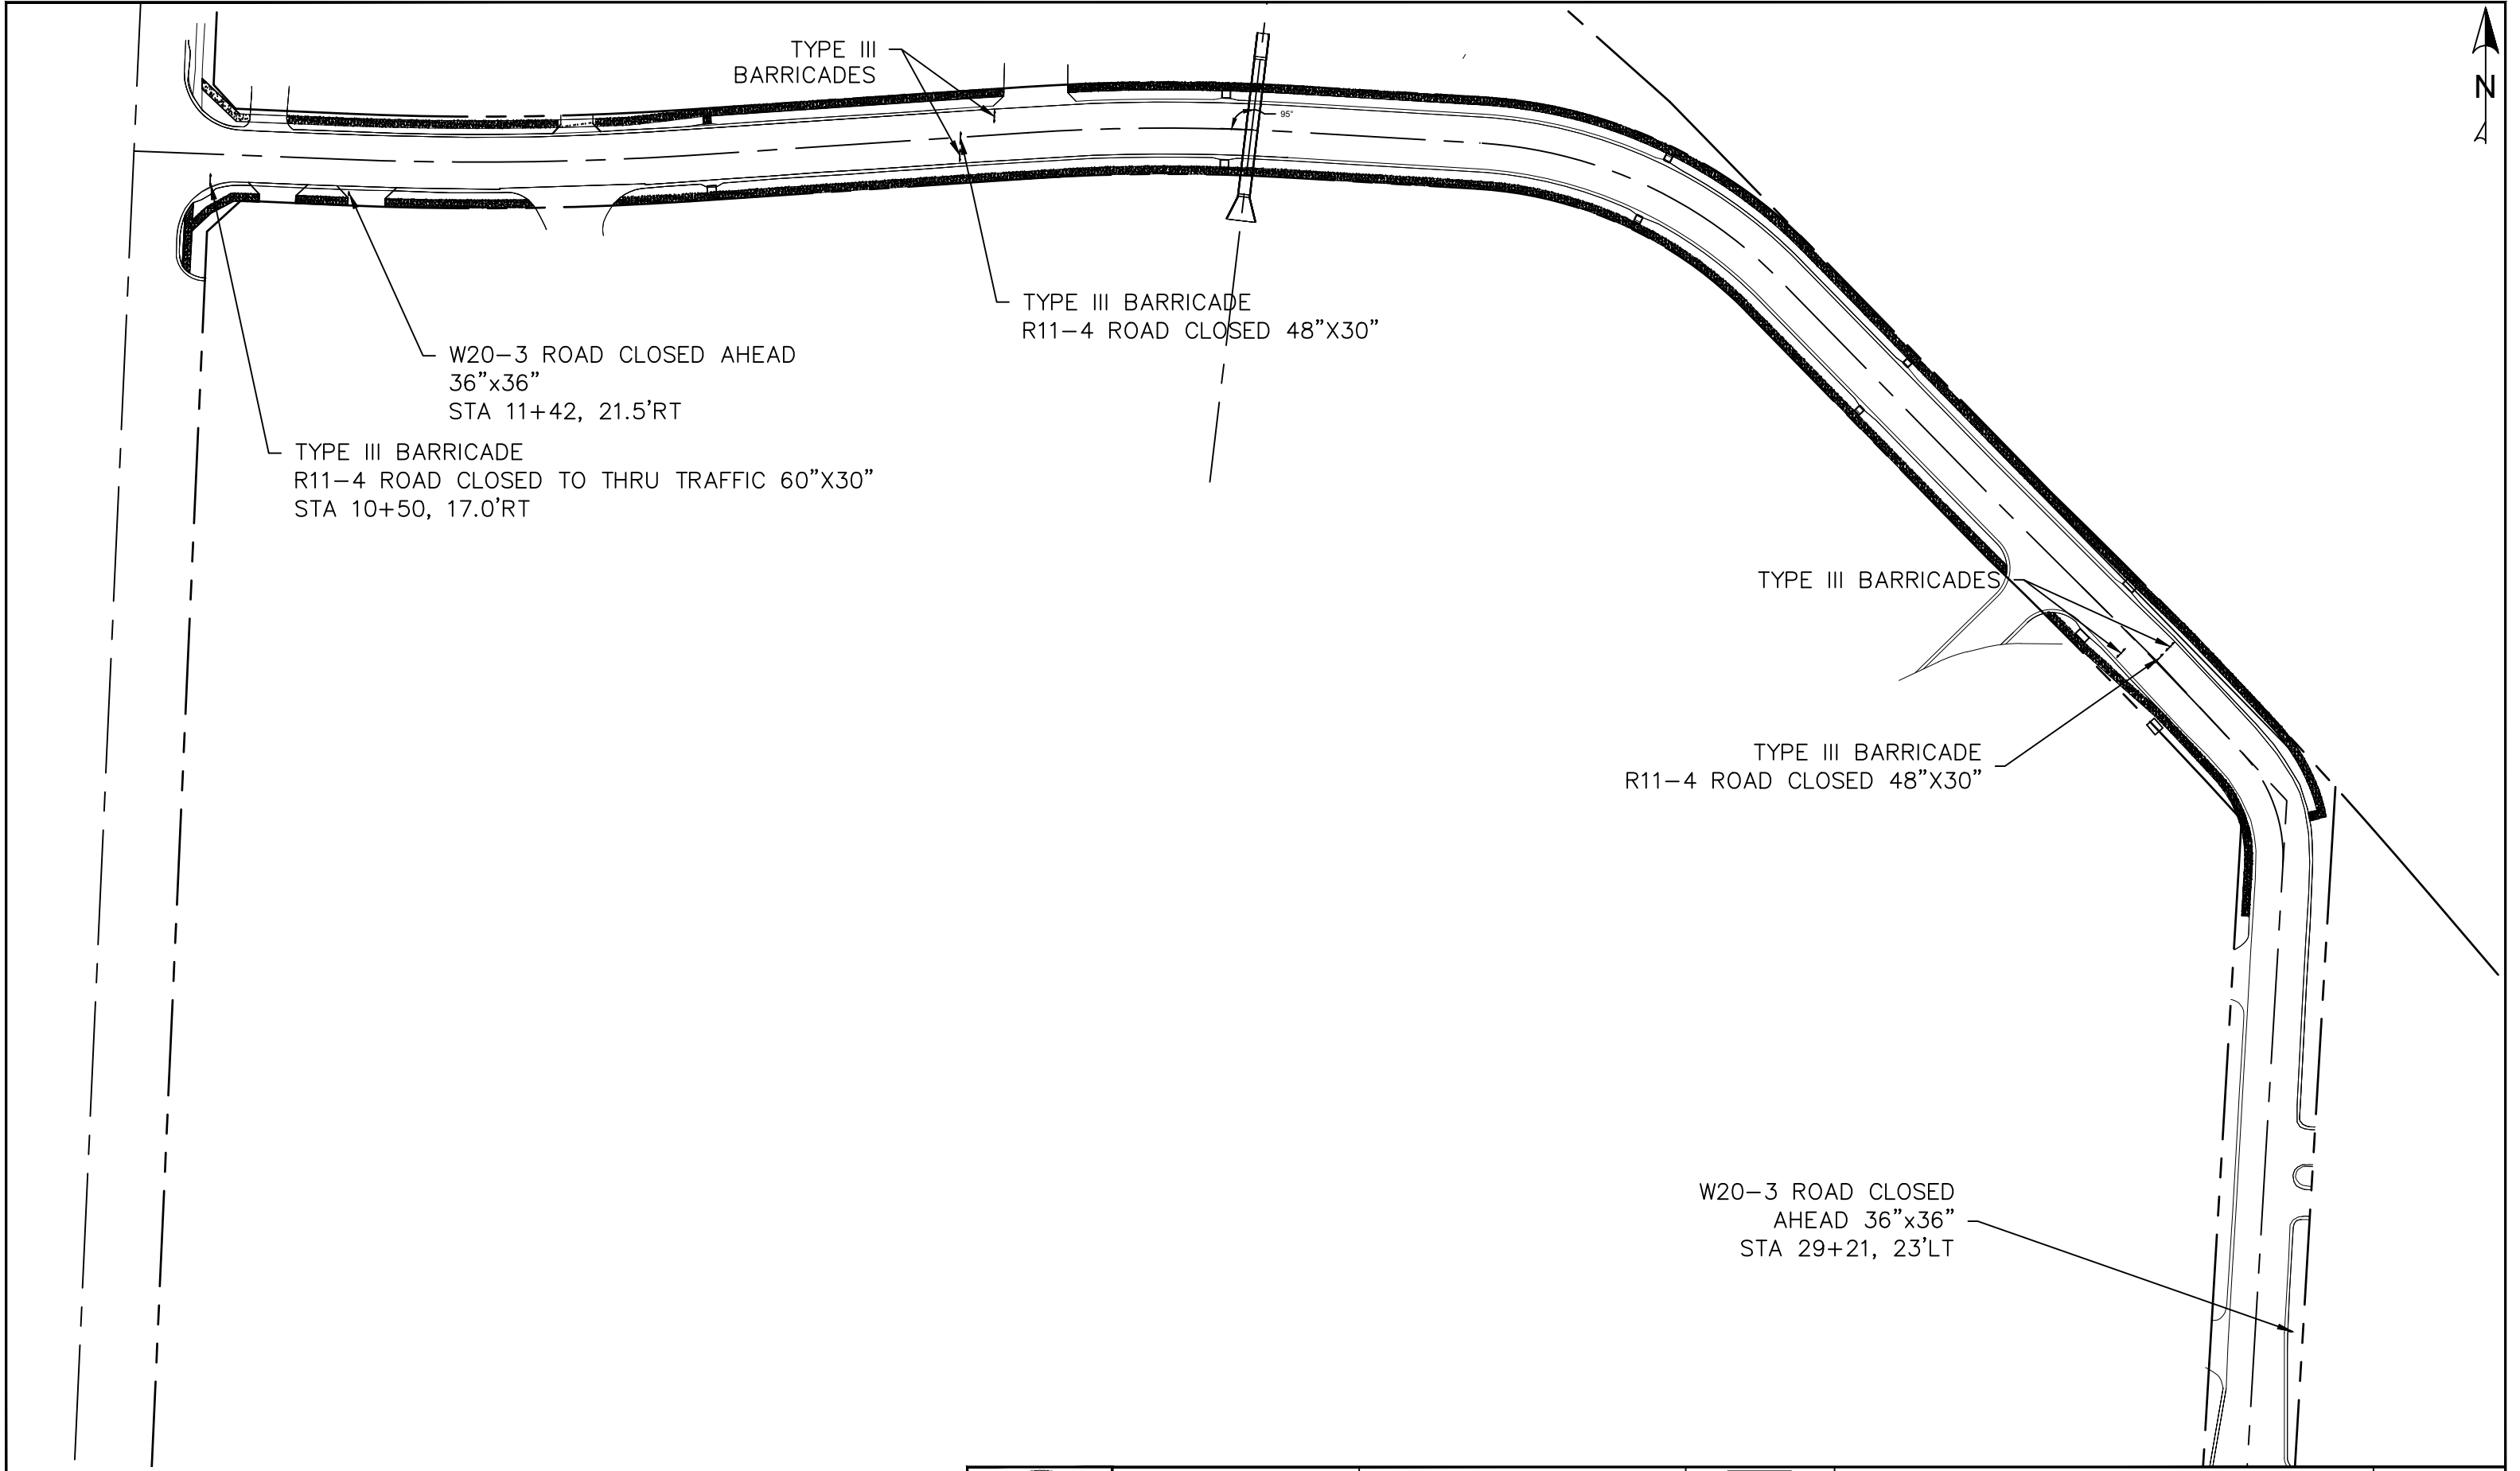 TYPE III
BARRICADES
N
95°
TYPE III BARRICADE
R11-4 ROAD CLOSED 48"X30"
W20-3 ROAD CLOSED AHEAD
36"x36"
STA 11+42, 21.5'RT
TYPE III BARRICADE
R11-4 ROAD CLOSED TO THRU TRAFFIC 60"X30"
STA 10+50, 17.0'RT
TYPE III BARRICADES
TYPE III BARRICADE
R11-4 ROAD CLOSED 48"X30"
W20-3 ROAD CLOSED
AHEAD 36"x36"
STA 29+21, 23'LT